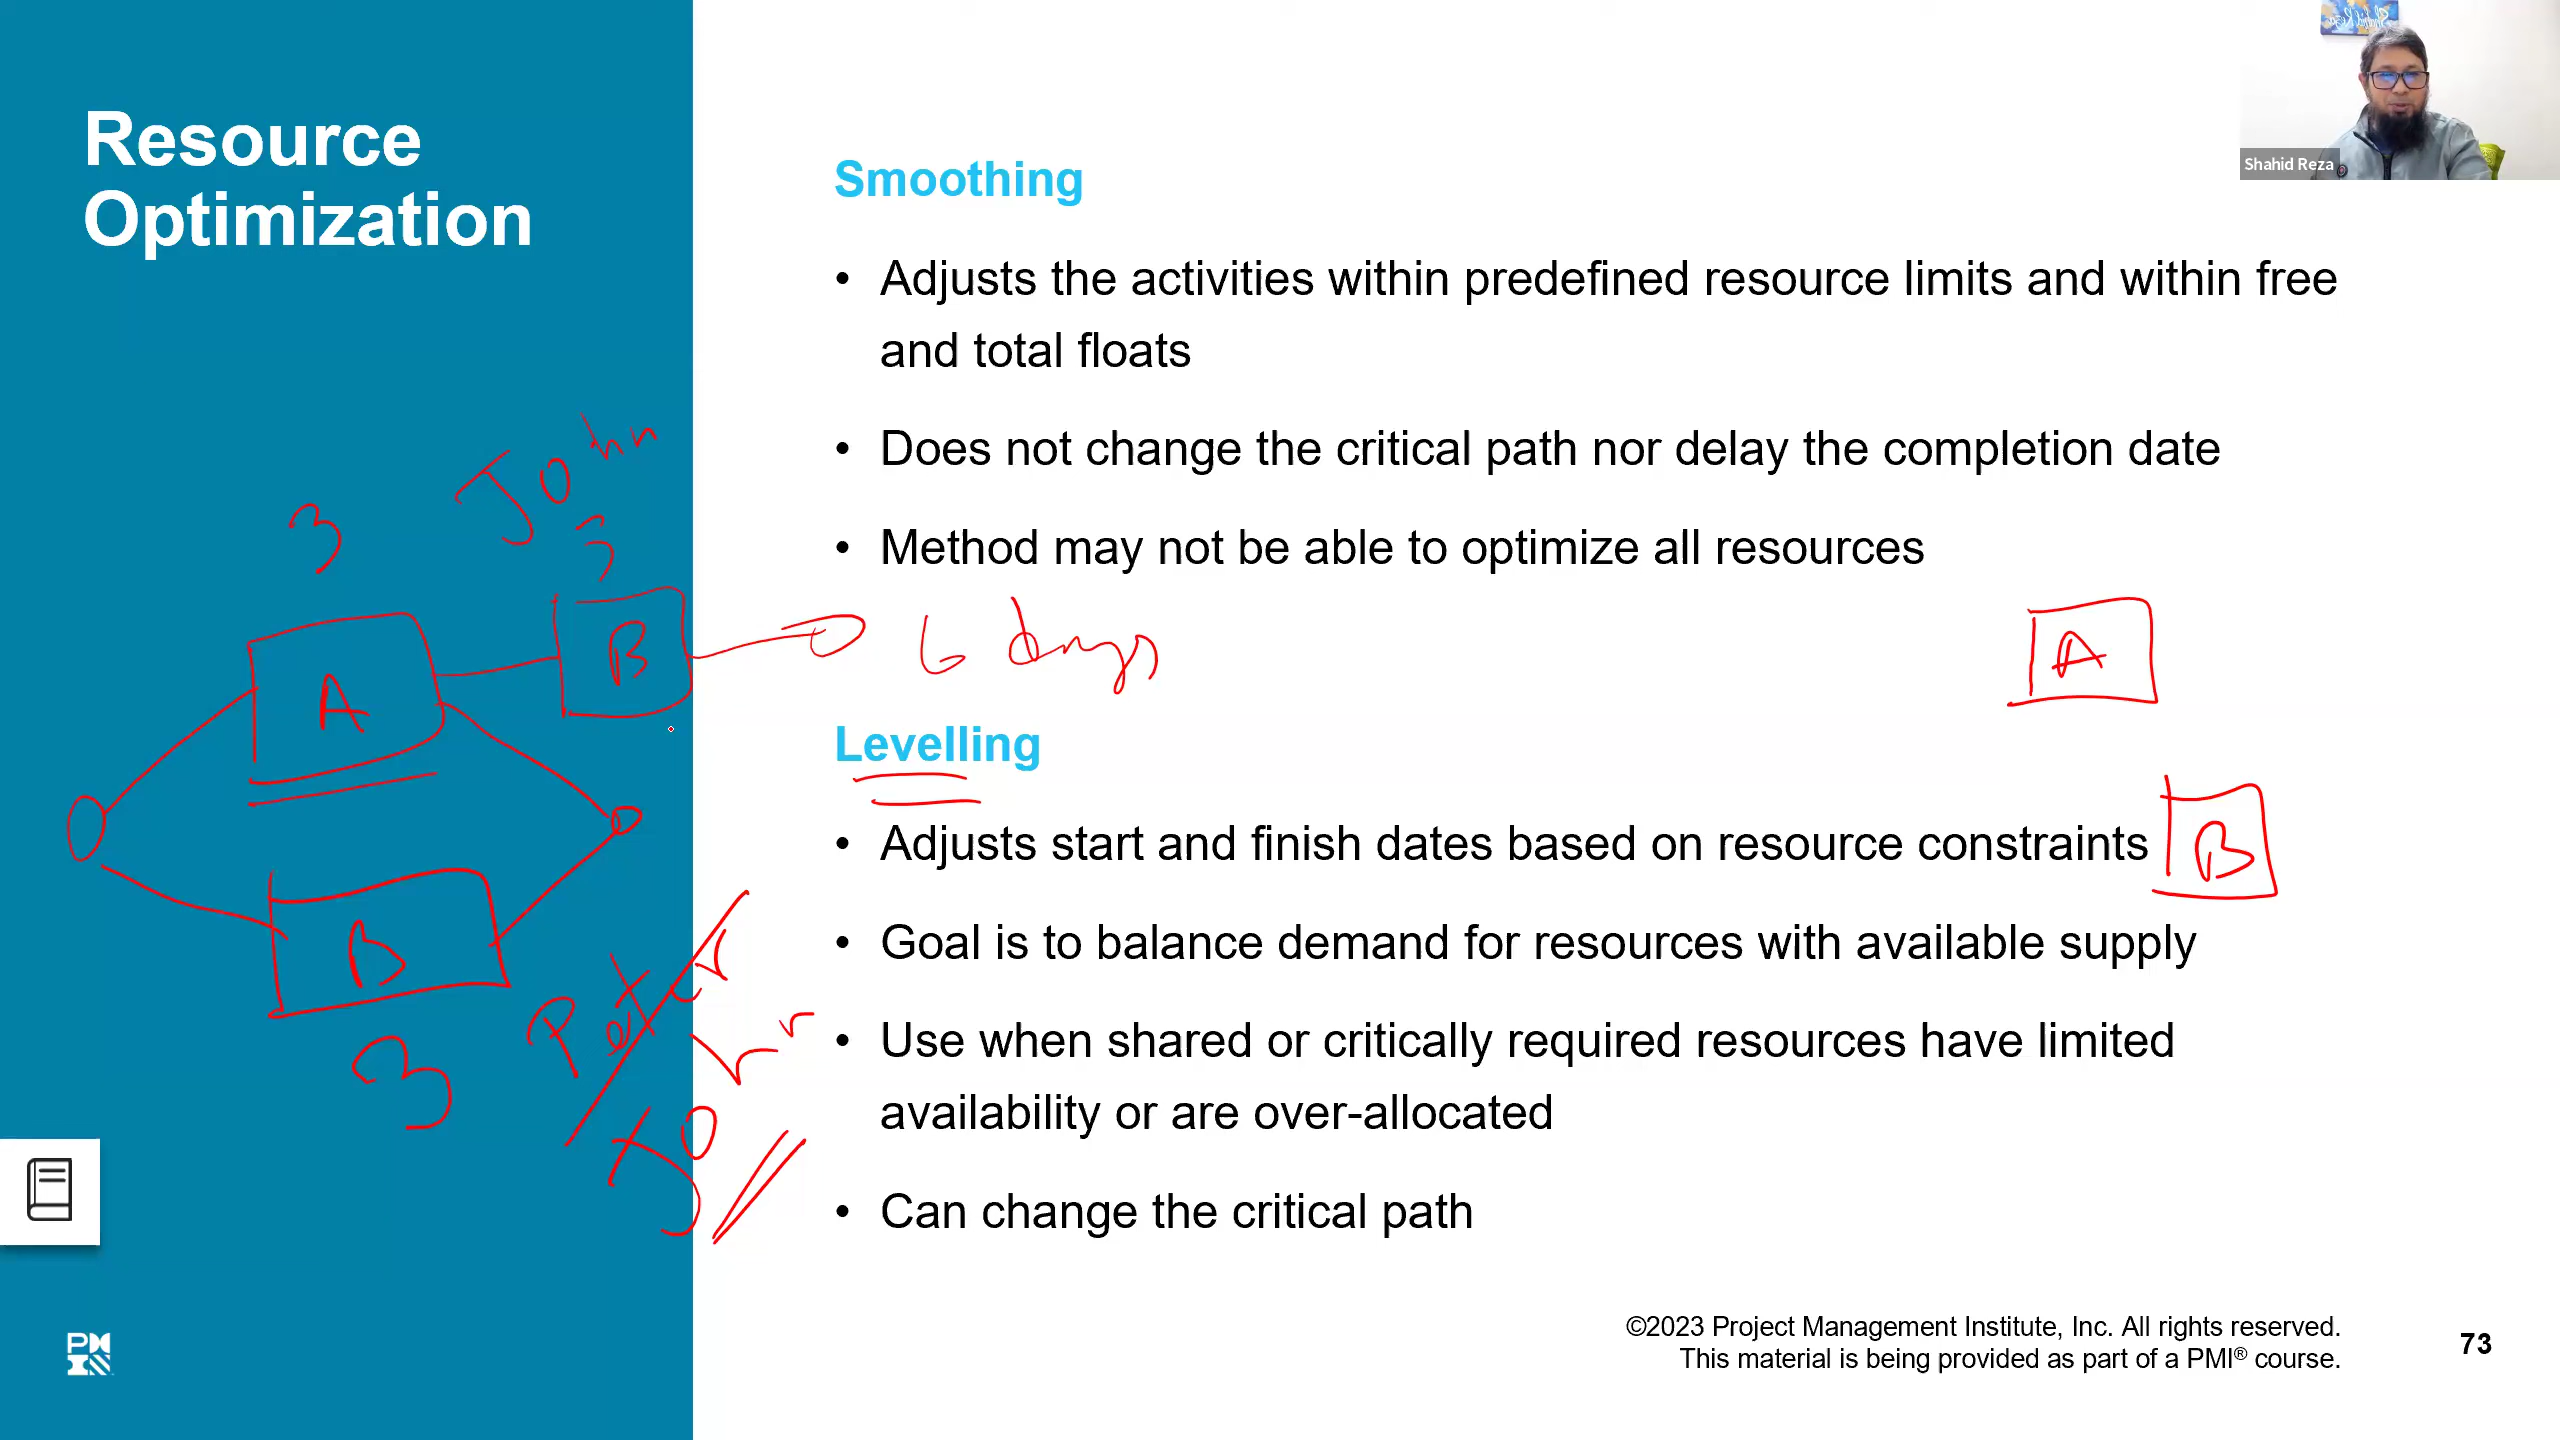 Resource
Optimization
Shahid Reza
Smoothing
• Adjusts the activities within predefined resource limits and within free
and total floats
• Does not change the critical path nor delay the completion date
• Method may not be able to optimize all resources
John
3
3
A
B
6 days
A
Levelling
• Adjusts start and finish dates based on resource constraints
B
• Goal is to balance demand for resources with available supply
B
Peter
3
John
• Use when shared or critically required resources have limited
availability or are over-allocated
• Can change the critical path
©2023 Project Management Institute, Inc. All rights reserved.
This material is being provided as part of a PMI® course.
73